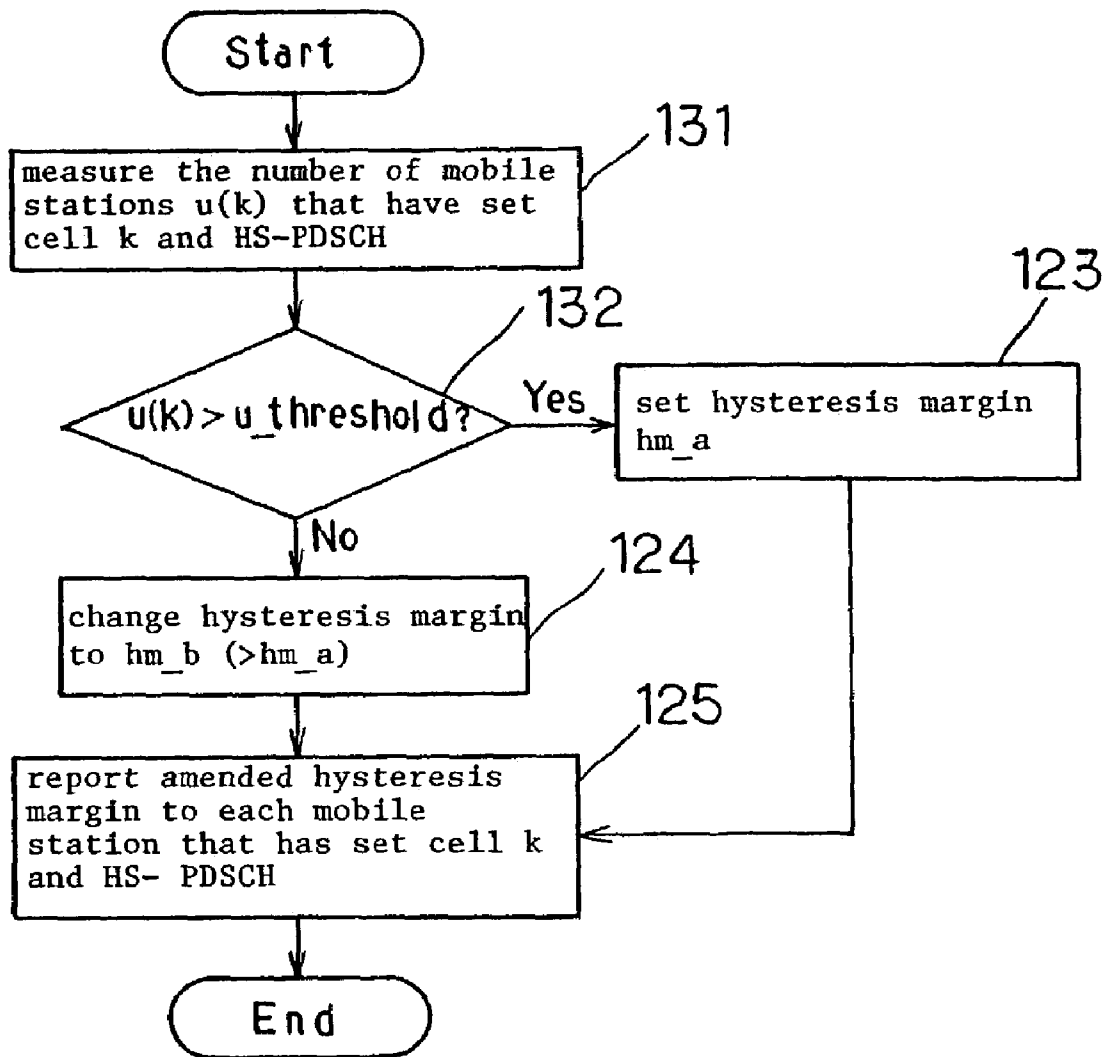 Start
131
measure the number of mobile
stations u(k) that have set
cell k and HS-PDSCH
132
123
u(k)>u_threshold?
Yes
set hysteresis margin
hm_a
No
124
change hysteresis margin
to hm_b (>hm_a)
125
report amended hysteresis
margin to each mobile
station that has set cell k
and HS- PDSCH
End